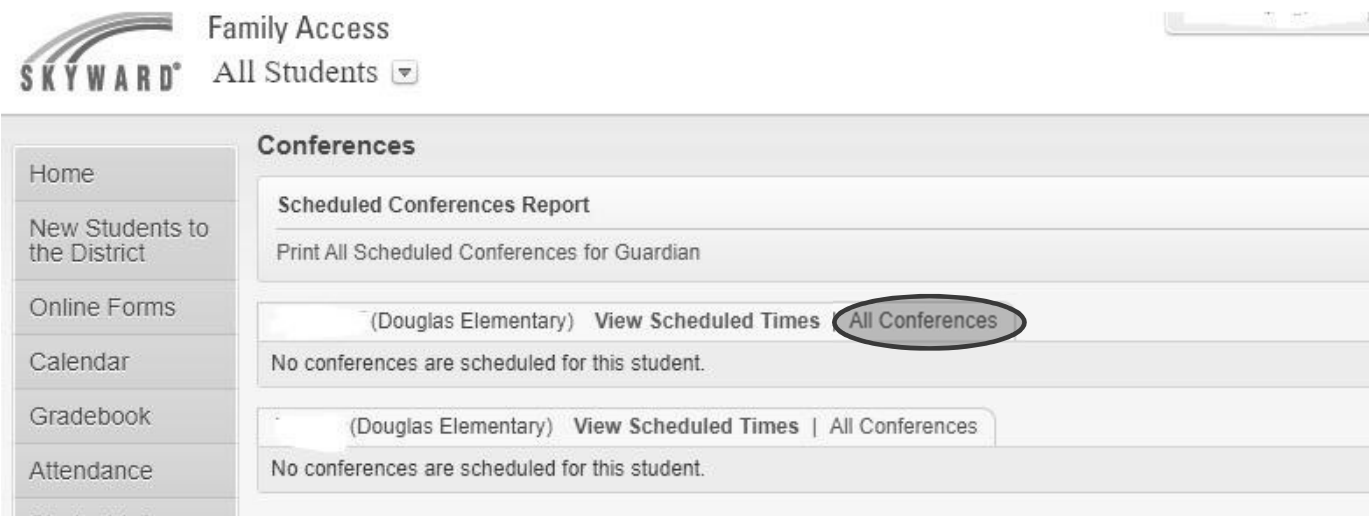 Family Access
SKYWARD®
All Students
Conferences
Home
New Students to
the District
Online Forms
Calendar
Gradebook
Attendance
Scheduled Conferences Report
Print All Scheduled Conferences for Guardian
(Douglas Elementary) View Scheduled Times | All Conferences
No conferences are scheduled for this student.
(Douglas Elementary) View Scheduled Times | All Conferences
No conferences are scheduled for this student.